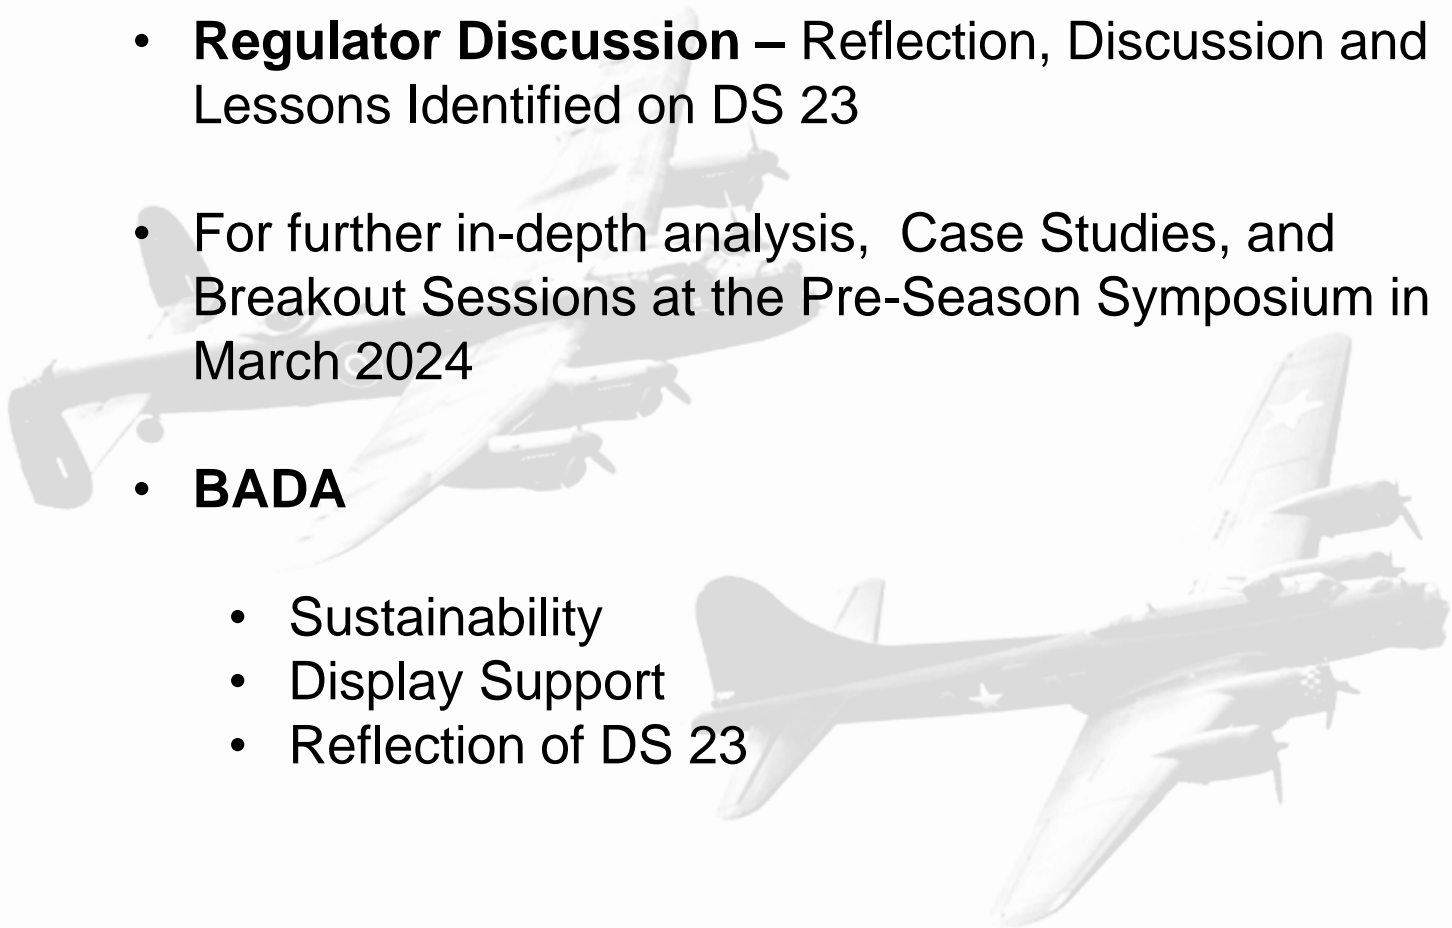 • Regulator Discussion – Reflection, Discussion and
Lessons Identified on DS 23
• For further in-depth analysis,  Case Studies, and
Breakout Sessions at the Pre-Season Symposium in
March 2024
• BADA
• Sustainability
• Display Support
• Reflection of DS 23